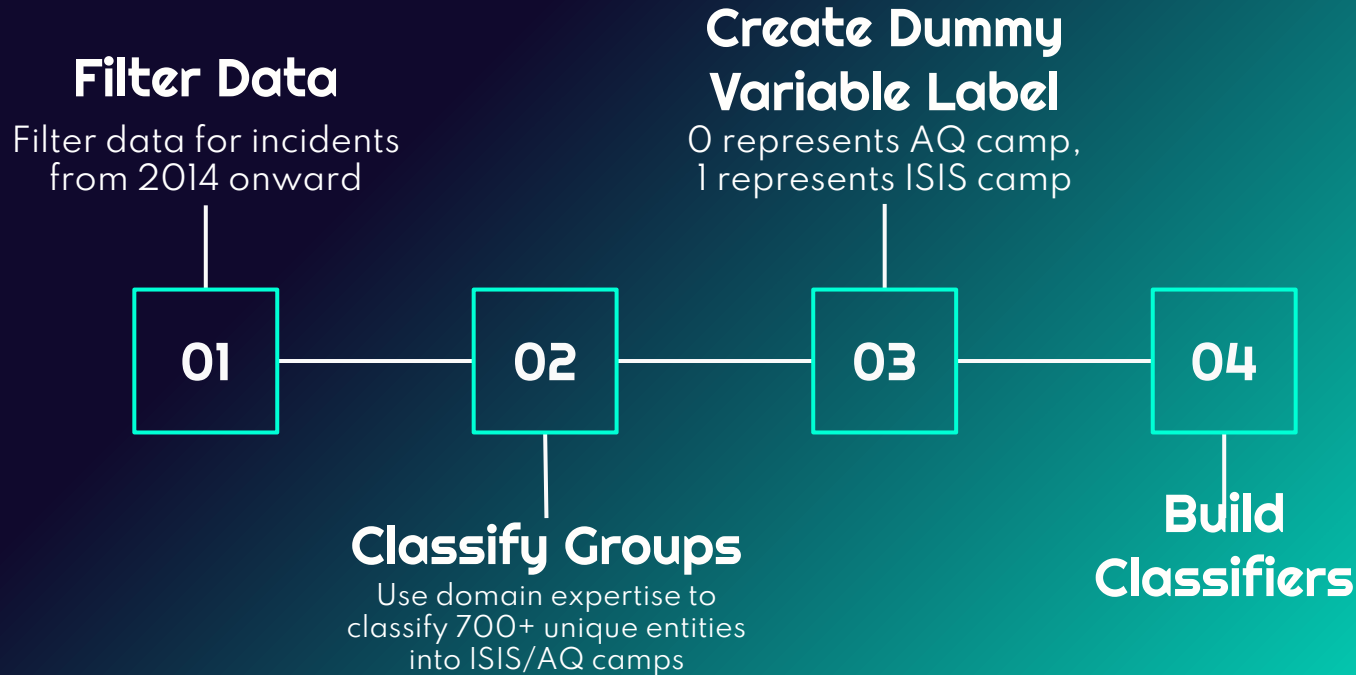 Filter Data
Filter data for incidents
from 2014 onward
Create Dummy
Variable Label
0 represents AQ camp,
1 represents ISIS camp
01
02
03
04
Classify Groups
Use domain expertise to
classify 700+ unique entities
into ISIS/AQ camps
Build
Classifiers